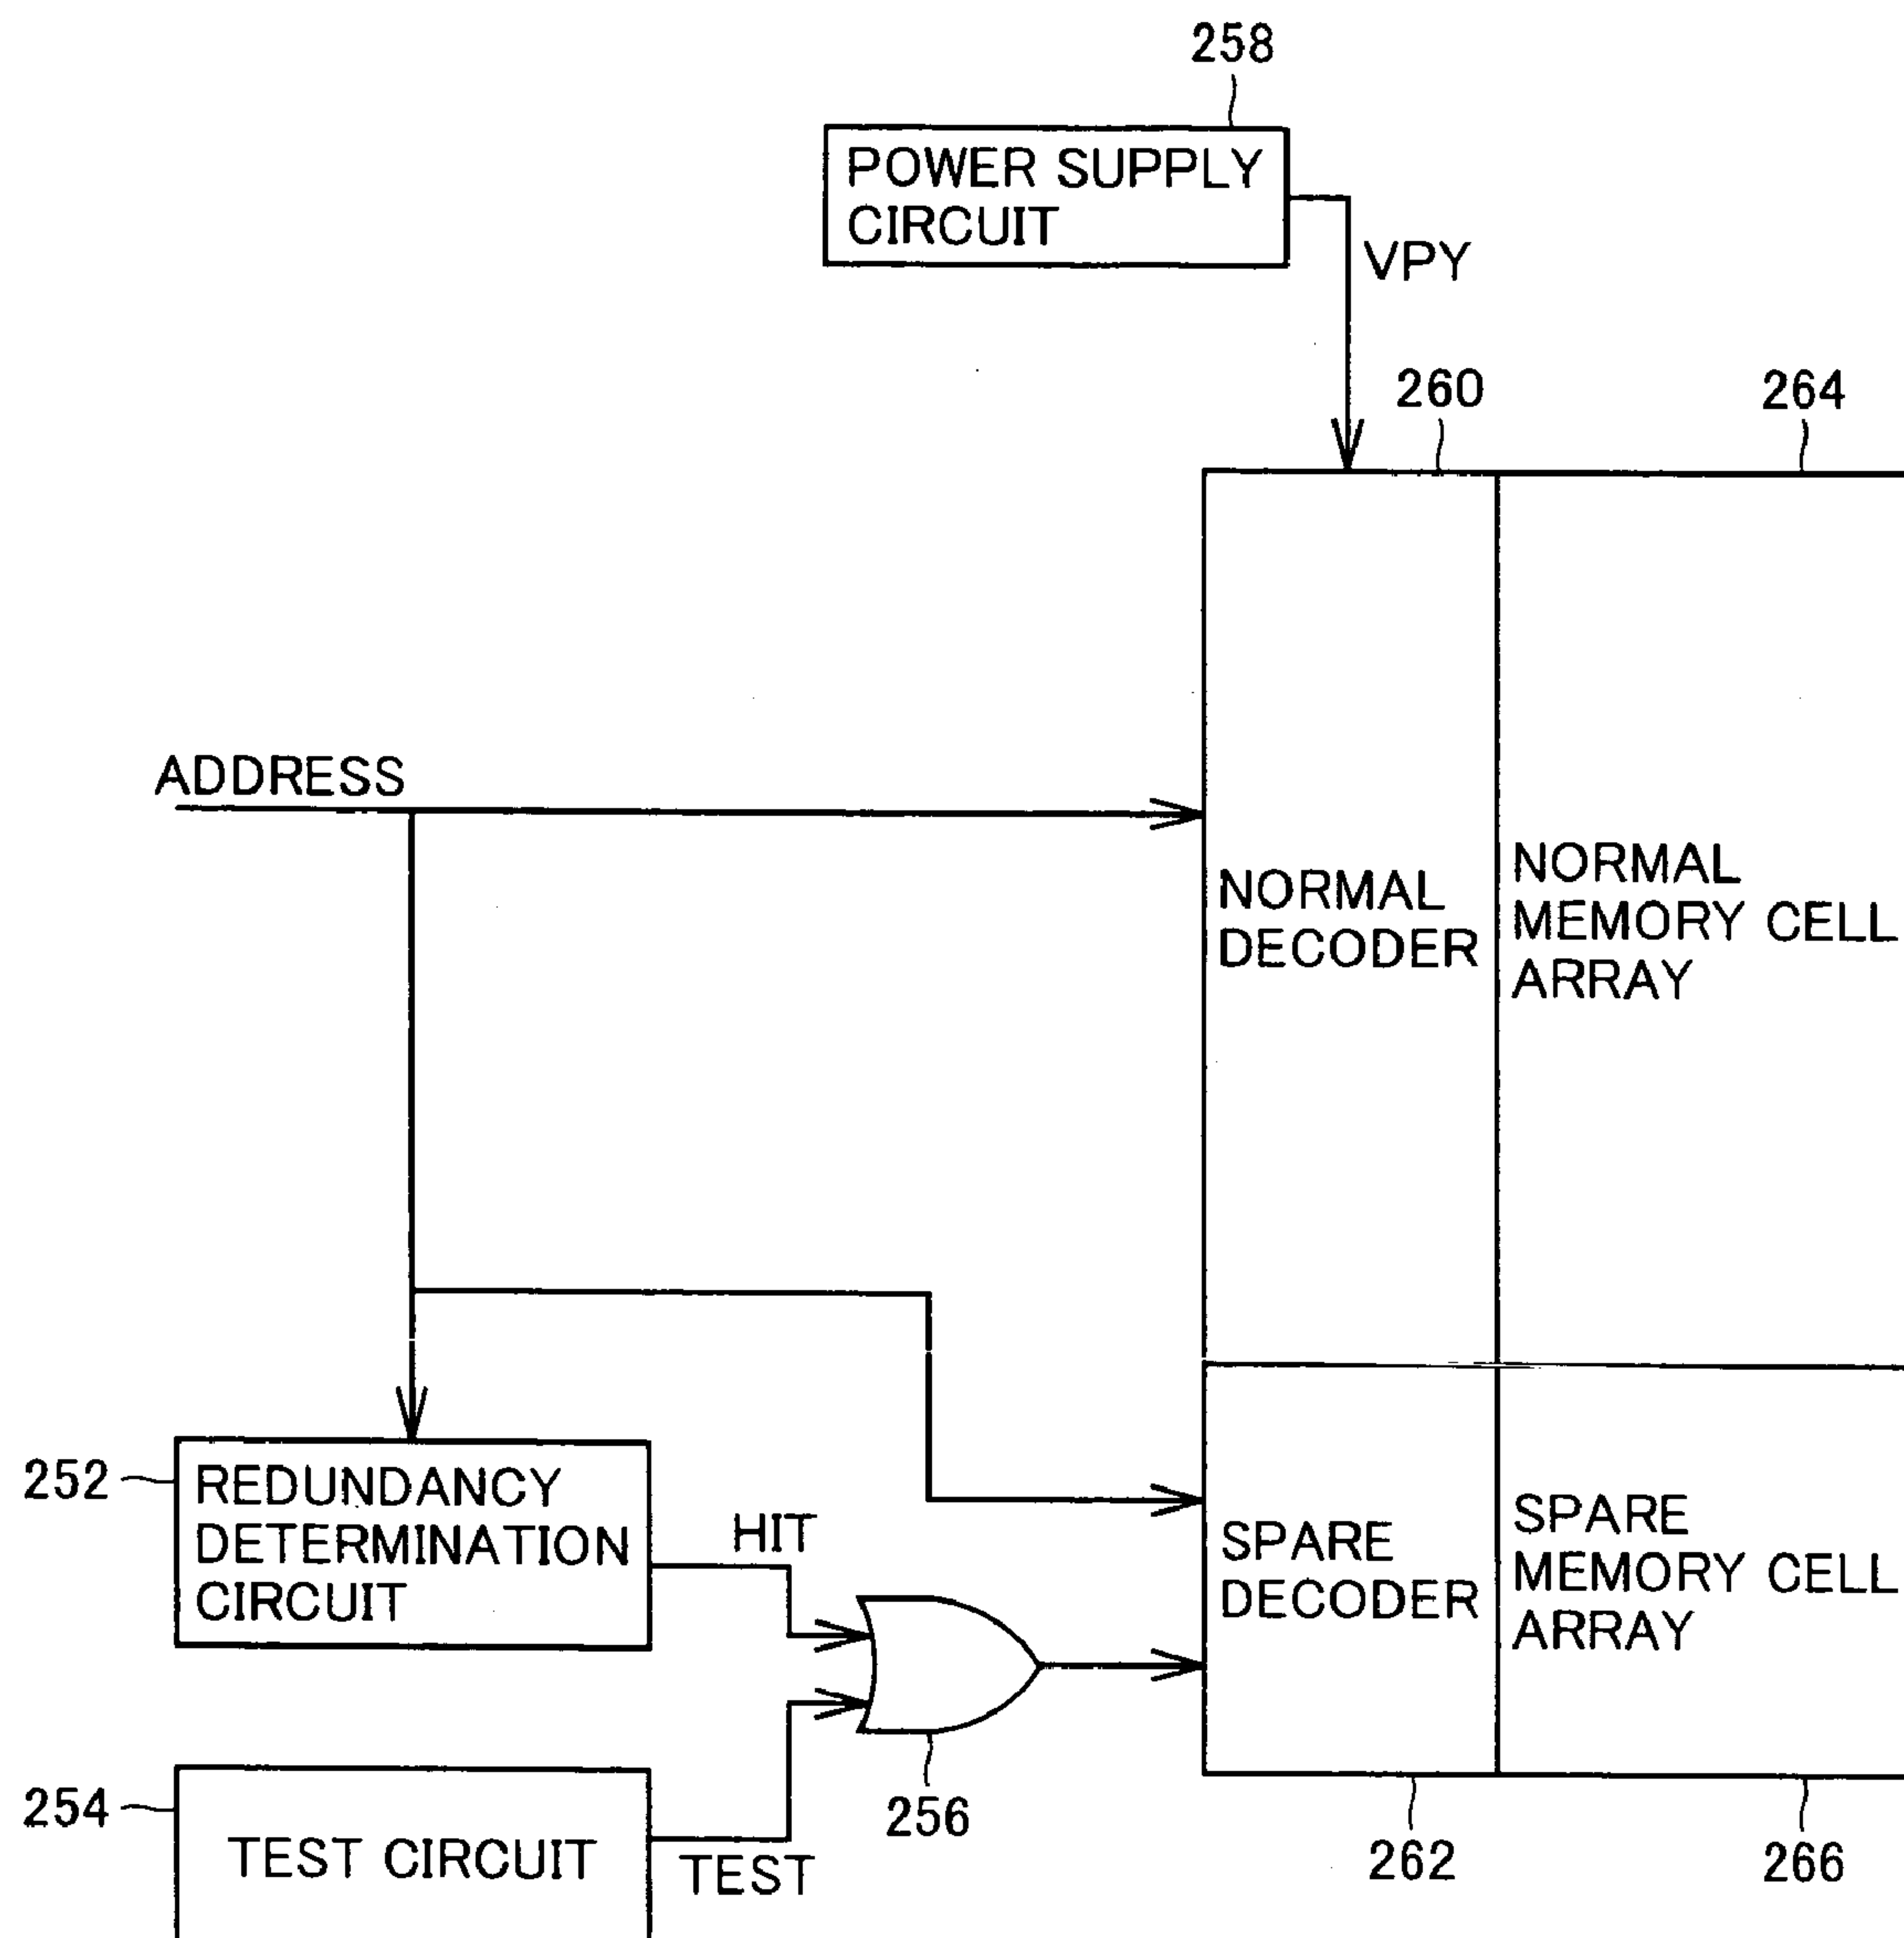 258
POWER SUPPLY
CIRCUIT
VPY
260
264
ADDRESS
NORMAL
DECODER
NORMAL
MEMORY CELL
ARRAY
252
REDUNDANCY
DETERMINATION
CIRCUIT
HIT
SPARE
DECODER
SPARE
MEMORY CELL
ARRAY
254
TEST CIRCUIT
TEST
256
262
266